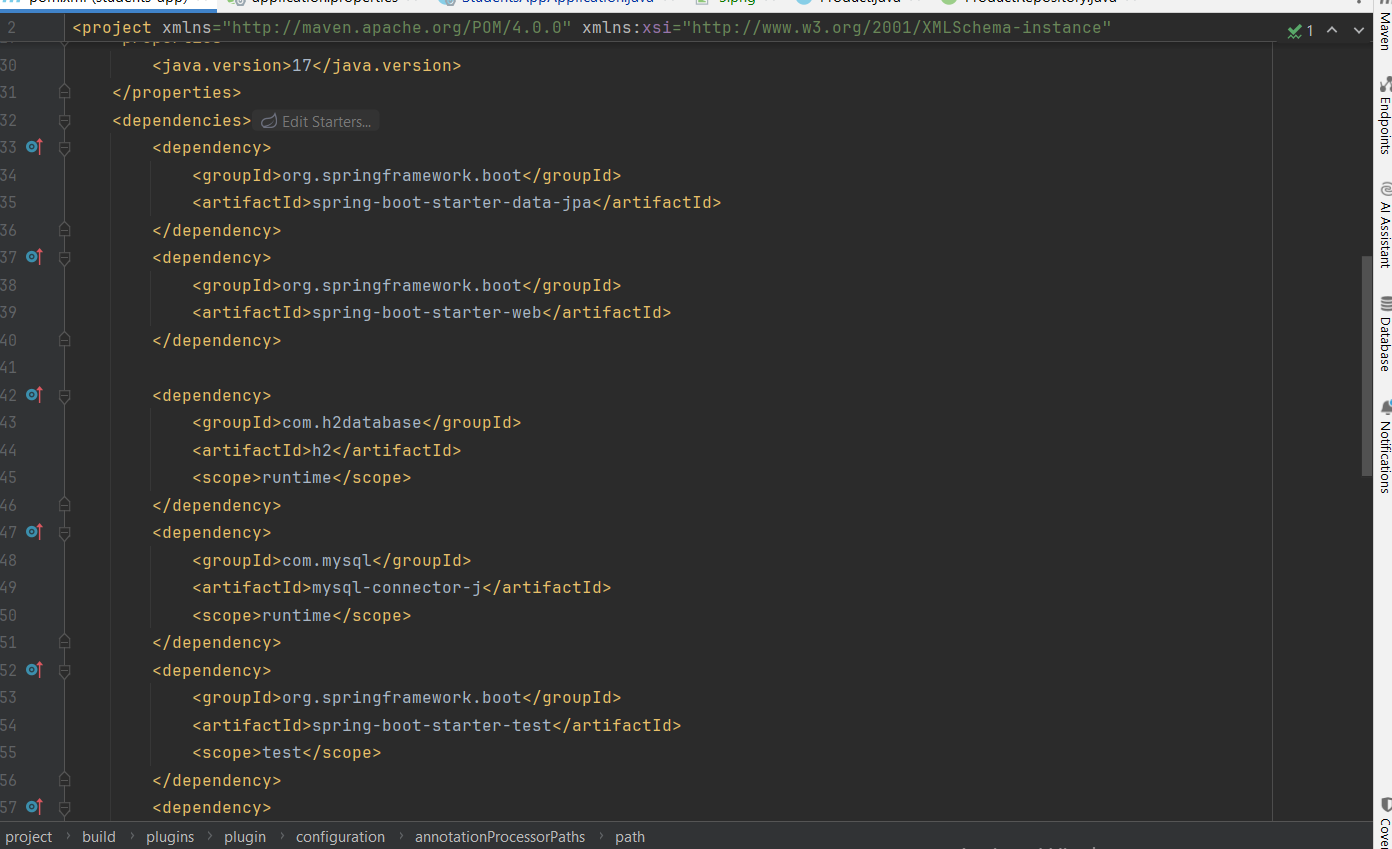 pom.xml (students-app)
application.properties
StudentsAppApplication.java
Product.java
ProductRepository.java
2 <project xmlns="http://maven.apache.org/POM/4.0.0" xmlns:xsi="http://www.w3.org/2001/XMLSchema-instance"
1
30 <java.version>17</java.version>
31 </properties>
32 <dependencies> Edit Starters...
33 <dependency>
34 <groupId>org.springframework.boot</groupId>
35 <artifactId>spring-boot-starter-data-jpa</artifactId>
36 </dependency>
37 <dependency>
38 <groupId>org.springframework.boot</groupId>
39 <artifactId>spring-boot-starter-web</artifactId>
40 </dependency>
41
42 <dependency>
43 <groupId>com.h2database</groupId>
44 <artifactId>h2</artifactId>
45 <scope>runtime</scope>
46 </dependency>
47 <dependency>
48 <groupId>com.mysql</groupId>
49 <artifactId>mysql-connector-j</artifactId>
50 <scope>runtime</scope>
51 </dependency>
52 <dependency>
53 <groupId>org.springframework.boot</groupId>
54 <artifactId>spring-boot-starter-test</artifactId>
55 <scope>test</scope>
56 </dependency>
57 <dependency>
project › build › plugins › plugin › configuration › annotationProcessorPaths › path
Maven
Endpoints
AI Assistant
Database
Notifications
Cover